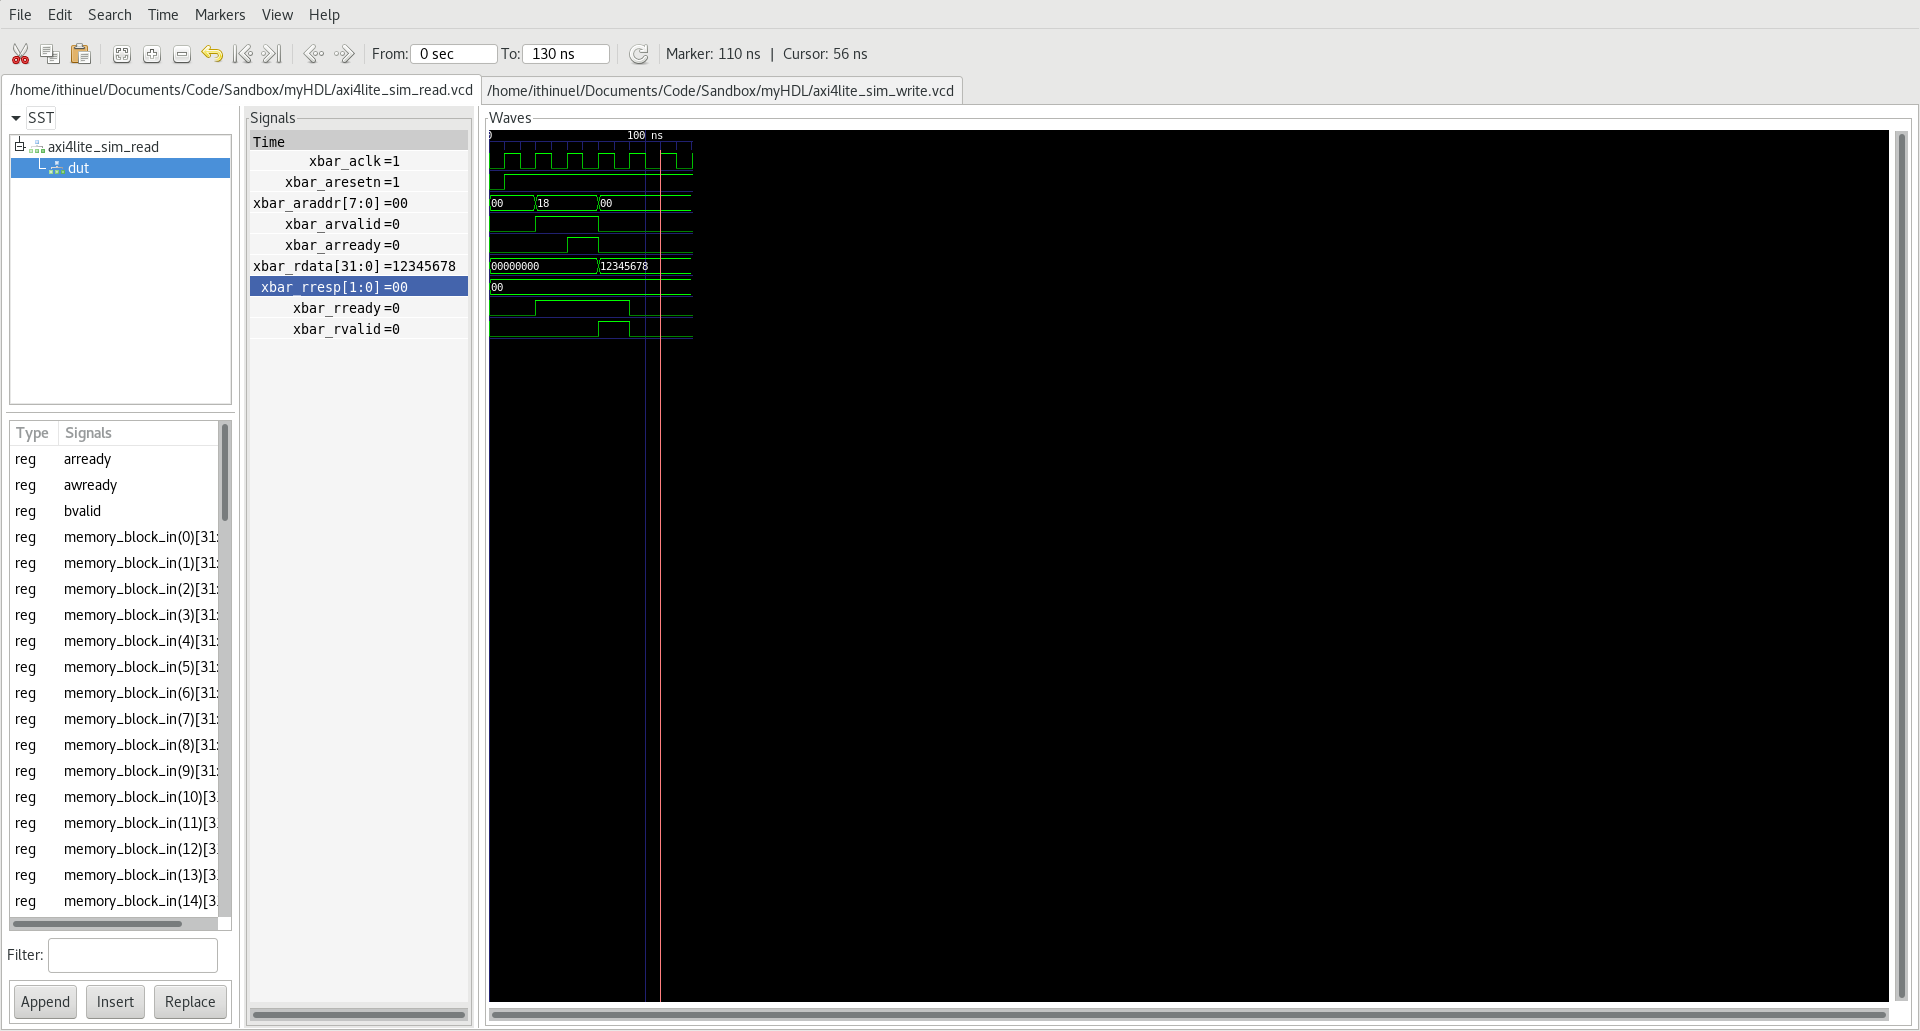 File Edit Search Time Markers View Help
From: 0 sec To: 130 ns Marker: 110 ns | Cursor: 56 ns
/home/ithinuel/Documents/Code/Sandbox/myHDL/axi4lite_sim_read.vcd /home/ithinuel/Documents/Code/Sandbox/myHDL/axi4lite_sim_write.vcd
SST
axi4lite_sim_read
dut
Type Signals
reg arready
reg awready
reg bvalid
reg memory_block_in(0)[31:
reg memory_block_in(1)[31:
reg memory_block_in(2)[31:
reg memory_block_in(3)[31:
reg memory_block_in(4)[31:
reg memory_block_in(5)[31:
reg memory_block_in(6)[31:
reg memory_block_in(7)[31:
reg memory_block_in(8)[31:
reg memory_block_in(9)[31:
reg memory_block_in(10)[3
reg memory_block_in(11)[3
reg memory_block_in(12)[3
reg memory_block_in(13)[3
reg memory_block_in(14)[3
Filter:
Append Insert Replace
Signals
Time
xbar_aclk=1
xbar_aresetn=1
xbar_araddr[7:0]=00
xbar_arvalid=0
xbar_arready=0
xbar_rdata[31:0]=12345678
xbar_rresp[1:0]=00
xbar_rready=0
xbar_rvalid=0
Waves
0 100 ns
00 18 00
00000000 12345678
00